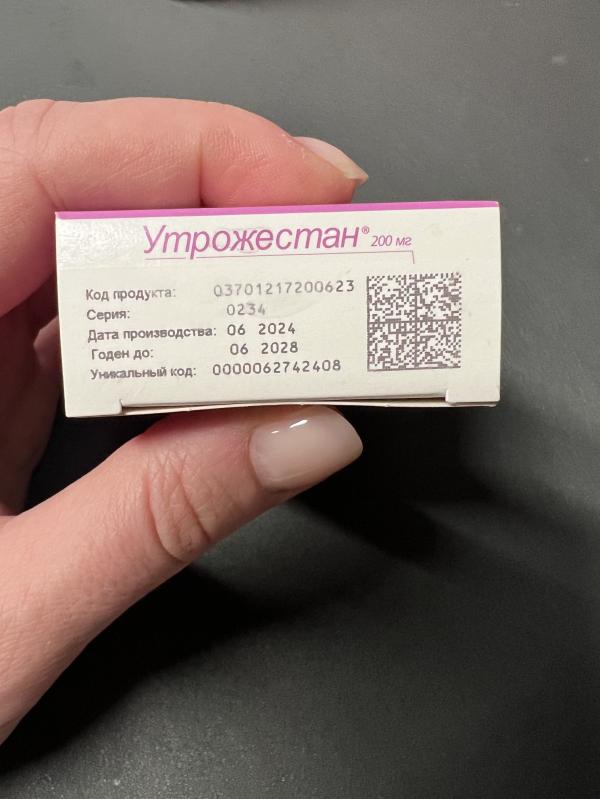 Утрожестан® 200 мг
Код продукта: 03701217200623
Серия: 0234
Дата производства: 06 2024
Годен до: 06 2028
Уникальный код: 0000062742408